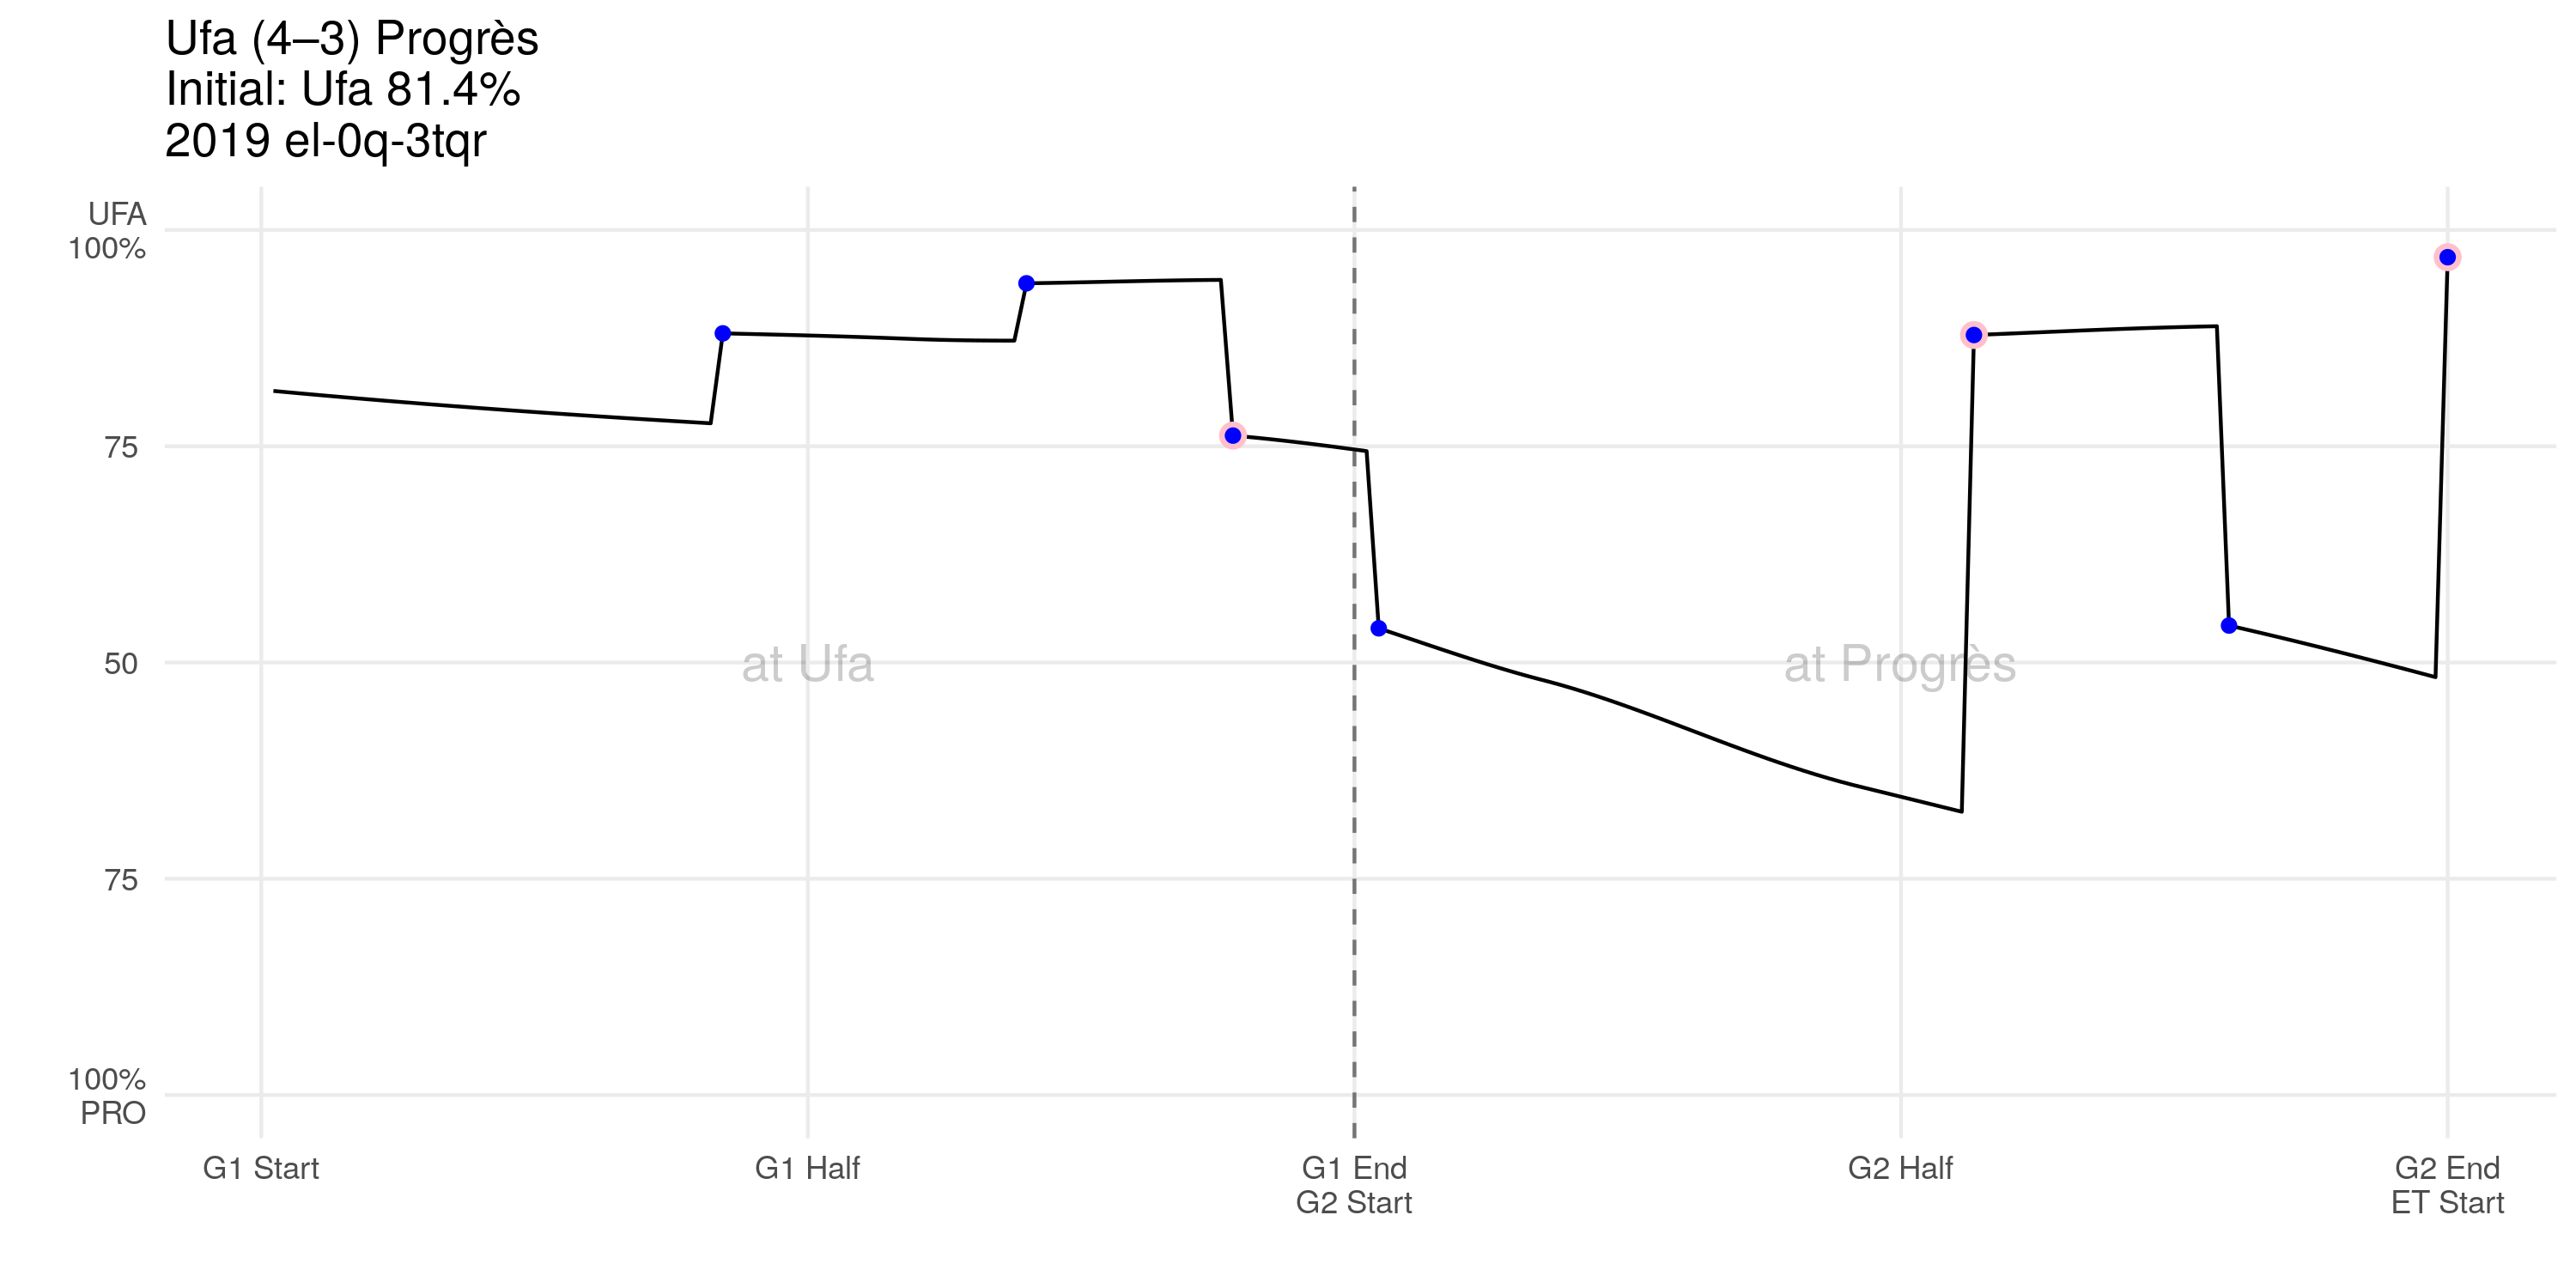 Ufa (4–3) Progrès
Initial: Ufa 81.4%
2019 el-0q-3tqr
UFA
100%
75
50
75
100%
PRO
at Ufa
at Progrès
G1 Start
G1 Half
G1 End
G2 Start
G2 Half
G2 End
ET Start